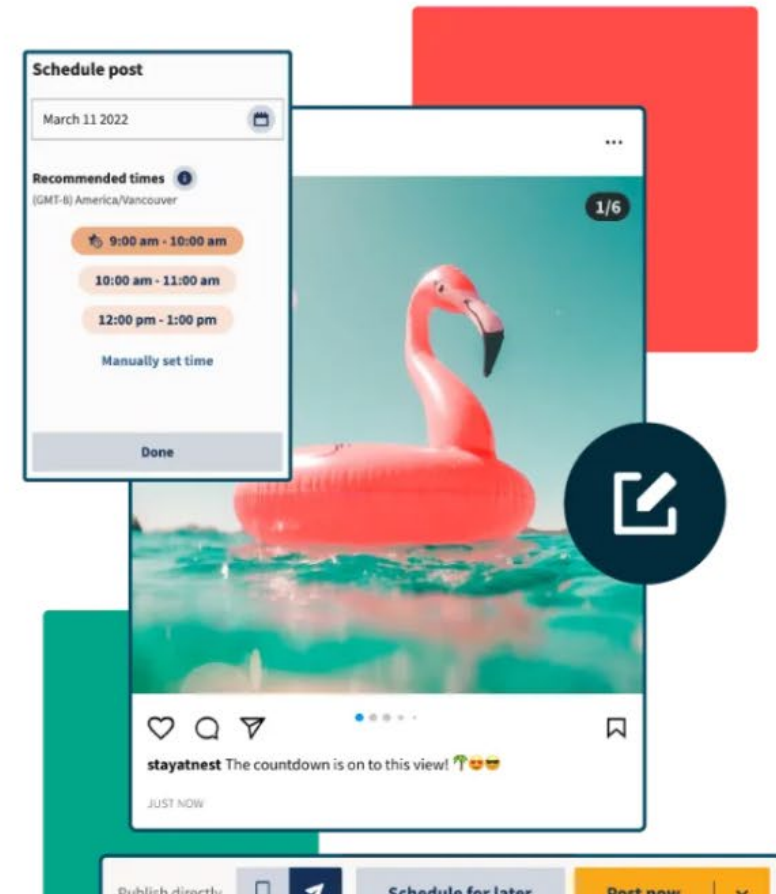 Schedule post
March 11 2022
Recommended times
(GMT-8) America/Vancouver
9:00 am - 10:00 am
10:00 am - 11:00 am
12:00 pm - 1:00 pm
Manually set time
Done
1/6
stayatnest The countdown is on to this view! 🌴😍😎
JUST NOW
Publish directly
Schedule for later
Post now